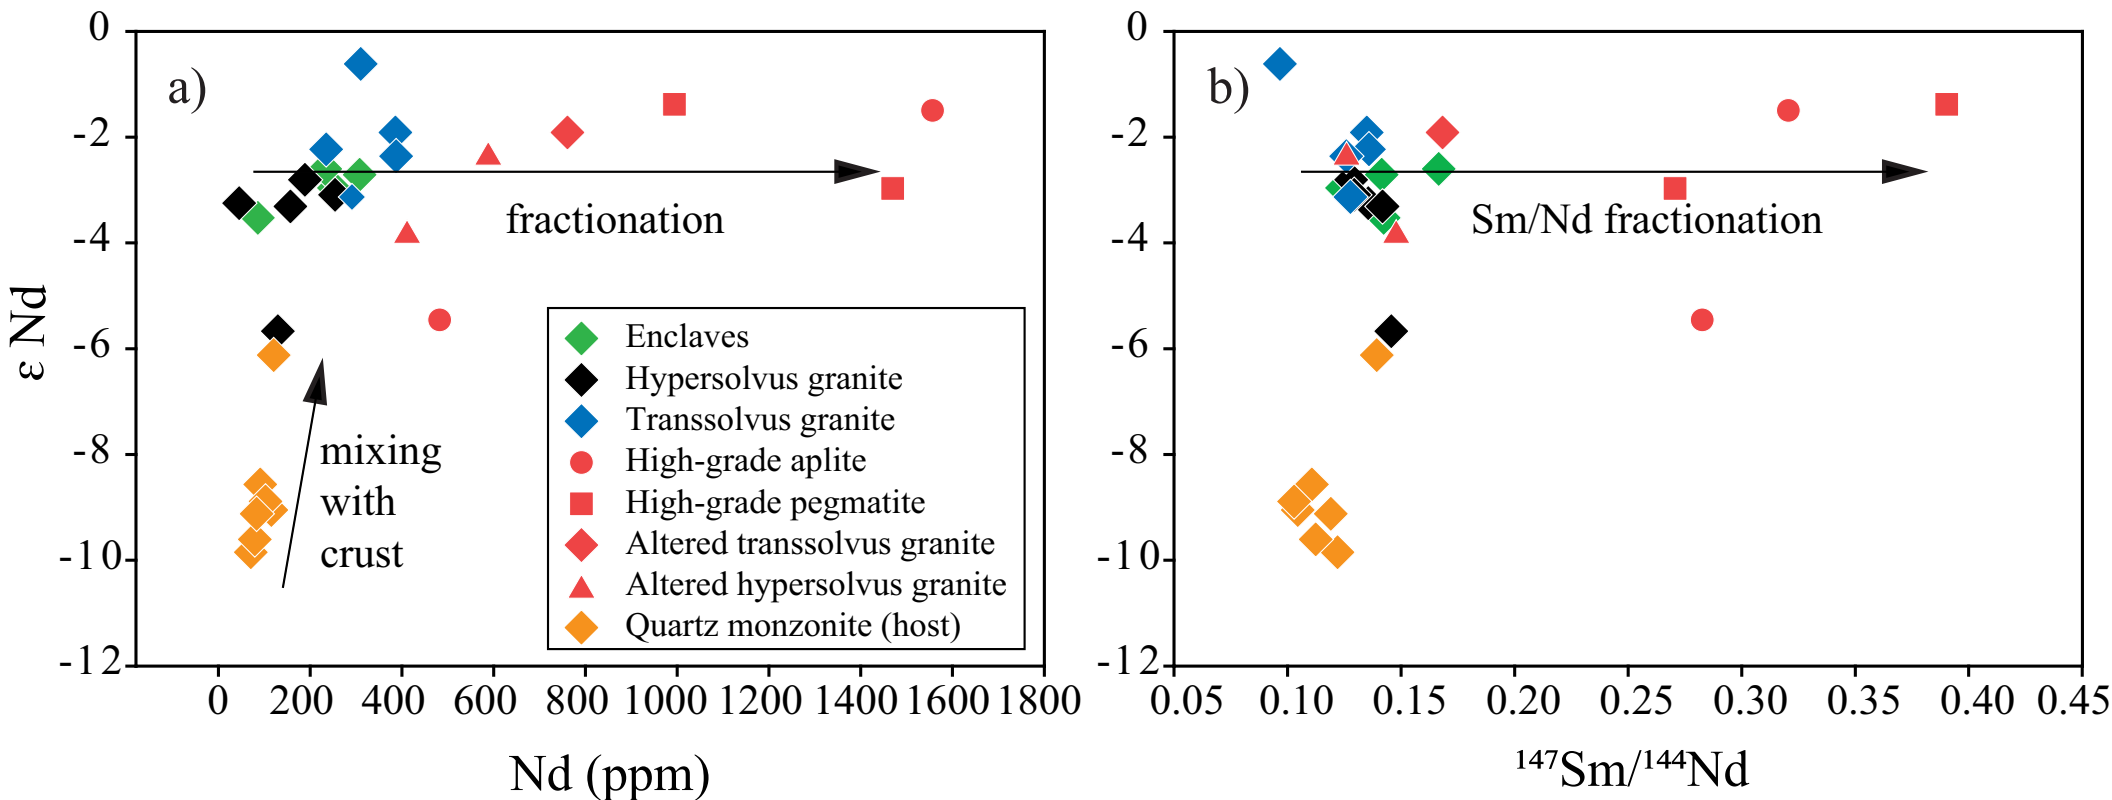 a)
0
-2
-4
-6
-8
-10
-12
ε Nd
fractionation
mixing
with
crust
Enclaves
Hypersolvus granite
Transsolvus granite
High-grade aplite
High-grade pegmatite
Altered transsolvus granite
Altered hypersolvus granite
Quartz monzonite (host)
0 200 400 600 800 1000 1200 1400 1600 1800
Nd (ppm)
b)
0
-2
-4
-6
-8
-10
-12
Sm/Nd fractionation
0.05 0.10 0.15 0.20 0.25 0.30 0.35 0.40 0.45
¹⁴⁷Sm/¹⁴⁴Nd